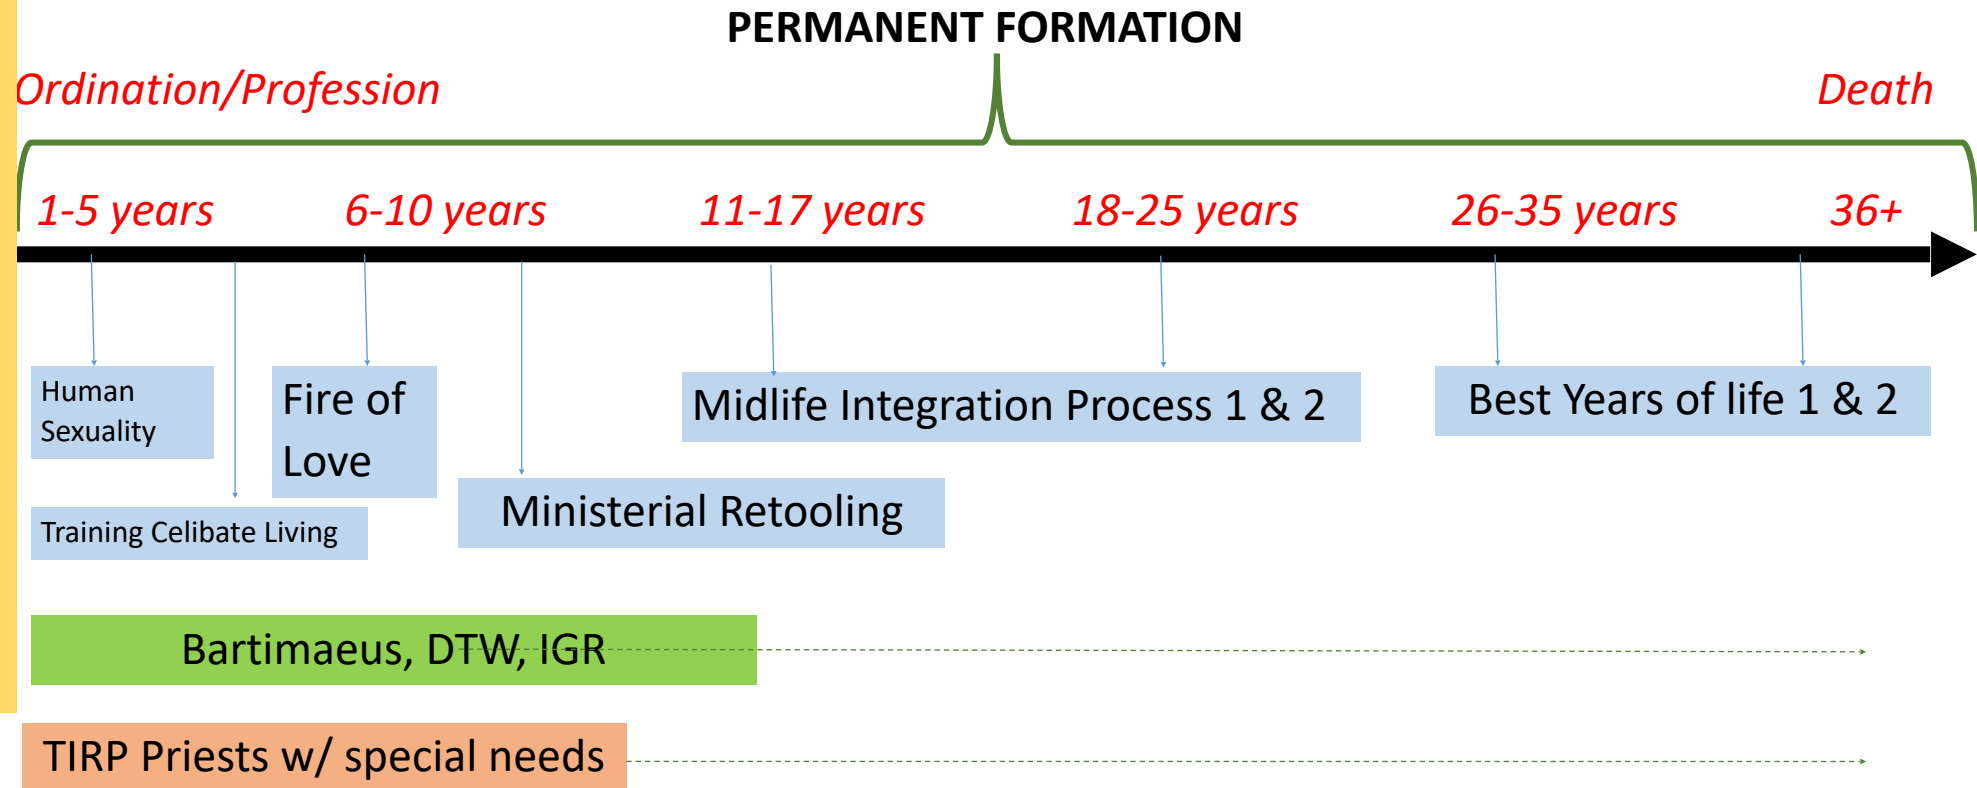 PERMANENT FORMATION
Ordination/Profession
Death
1-5 years
6-10 years
11-17 years
18-25 years
26-35 years
36+
Human
Sexuality
Fire of
Love
Midlife Integration Process 1 & 2
Best Years of life 1 & 2
Ministerial Retooling
Training Celibate Living
Bartimaeus, DTW, IGR
TIRP Priests w/ special needs